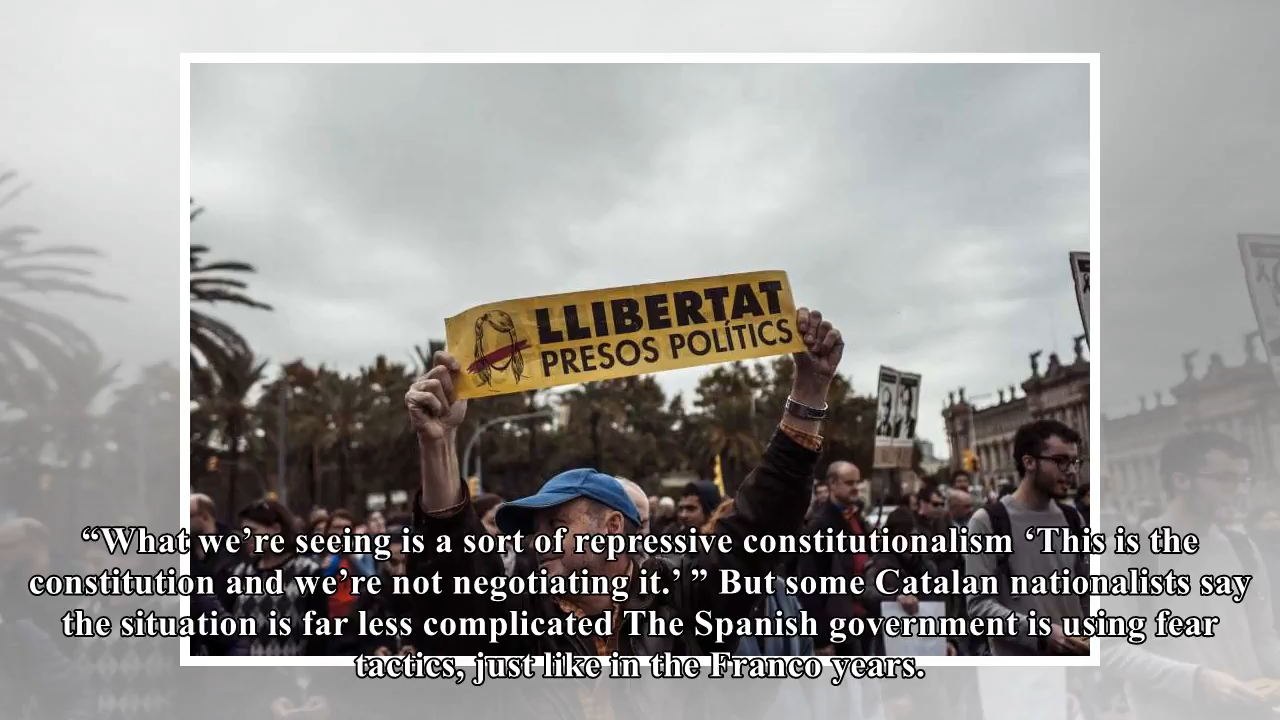 LLIBERTAT
PRESOS POLÍTICS
“What we’re seeing is a sort of repressive constitutionalism ‘This is the
constitution and we’re not negotiating it.’ ” But some Catalan nationalists say
the situation is far less complicated The Spanish government is using fear
tactics, just like in the Franco years.